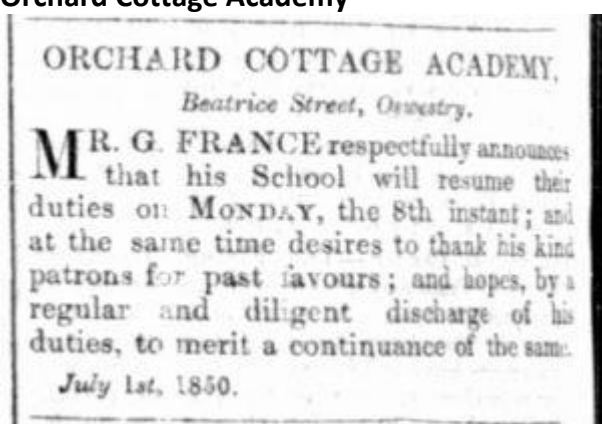 Orchard Cottage Academy
ORCHARD COTTAGE ACADEMY,
Beatrice Street, Oswestry.
MR. G. FRANCE respectfully announces
that his School will resume their
duties on MONDAY, the 8th instant; and
at the same time desires to thank his kind
patrons for past favours; and hopes, by a
regular and diligent discharge of his
duties, to merit a continuance of the same.
July 1st, 1850.